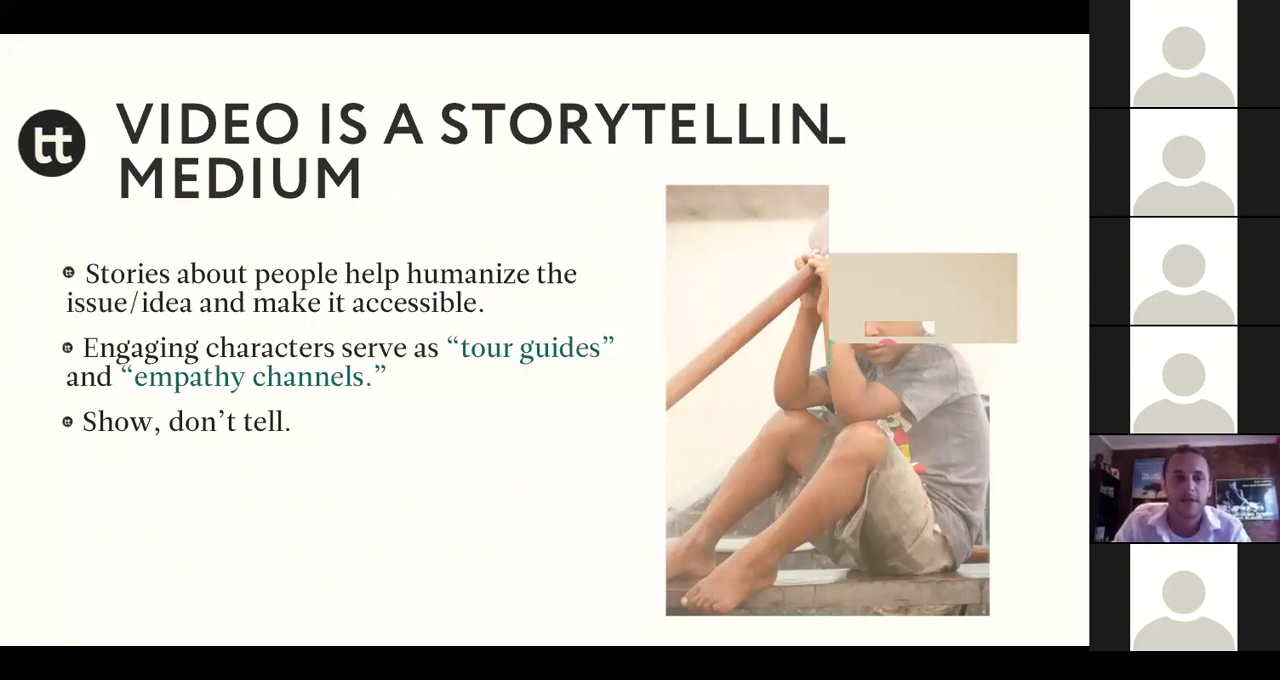 tt
VIDEO IS A STORYTELLIN
MEDIUM
Stories about people help humanize the
issue/idea and make it accessible.
Engaging characters serve as “tour guides”
and “empathy channels.”
Show, don’t tell.